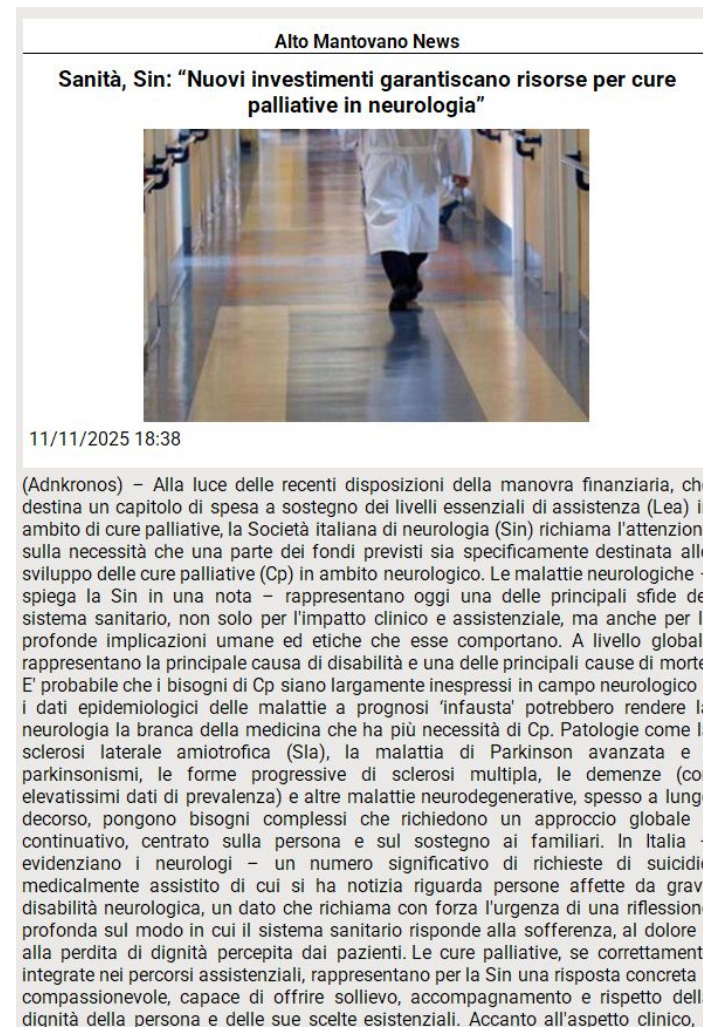 Alto Mantovano News
Sanità, Sin: “Nuovi investimenti garantiscano risorse per cure
palliative in neurologia”
11/11/2025 18:38
(Adnkronos) – Alla luce delle recenti disposizioni della manovra finanziaria, che
destina un capitolo di spesa a sostegno dei livelli essenziali di assistenza (Lea) i
ambito di cure palliative, la Società italiana di neurologia (Sin) richiama l'attenzion
sulla necessità che una parte dei fondi previsti sia specificamente destinata allo
sviluppo delle cure palliative (Cp) in ambito neurologico. Le malattie neurologiche –
spiega la Sin in una nota – rappresentano oggi una delle principali sfide de
sistema sanitario, non solo per l'impatto clinico e assistenziale, ma anche per l
profonde implicazioni umane ed etiche che esse comportano. A livello global
rappresentano la principale causa di disabilità e una delle principali cause di morte
E' probabile che i bisogni di Cp siano largamente inespressi in campo neurologico
i dati epidemiologici delle malattie a prognosi ‘infausta' potrebbero rendere la
neurologia la branca della medicina che ha più necessità di Cp. Patologie come la
sclerosi laterale amiotrofica (Sla), la malattia di Parkinson avanzata e
parkinsonismi, le forme progressive di sclerosi multipla, le demenze (con
elevatissimi dati di prevalenza) e altre malattie neurodegenerative, spesso a lungo
decorso, pongono bisogni complessi che richiedono un approccio globale
continuativo, centrato sulla persona e sul sostegno ai familiari. In Italia –
evidenziano i neurologi – un numero significativo di richieste di suicidio
medicalmente assistito di cui si ha notizia riguarda persone affette da grav
disabilità neurologica, un dato che richiama con forza l'urgenza di una riflessione
profonda sul modo in cui il sistema sanitario risponde alla sofferenza, al dolore
alla perdita di dignità percepita dai pazienti. Le cure palliative, se correttament
integrate nei percorsi assistenziali, rappresentano per la Sin una risposta concreta
compassionevole, capace di offrire sollievo, accompagnamento e rispetto della
dignità della persona e delle sue scelte esistenziali. Accanto all'aspetto clinico,